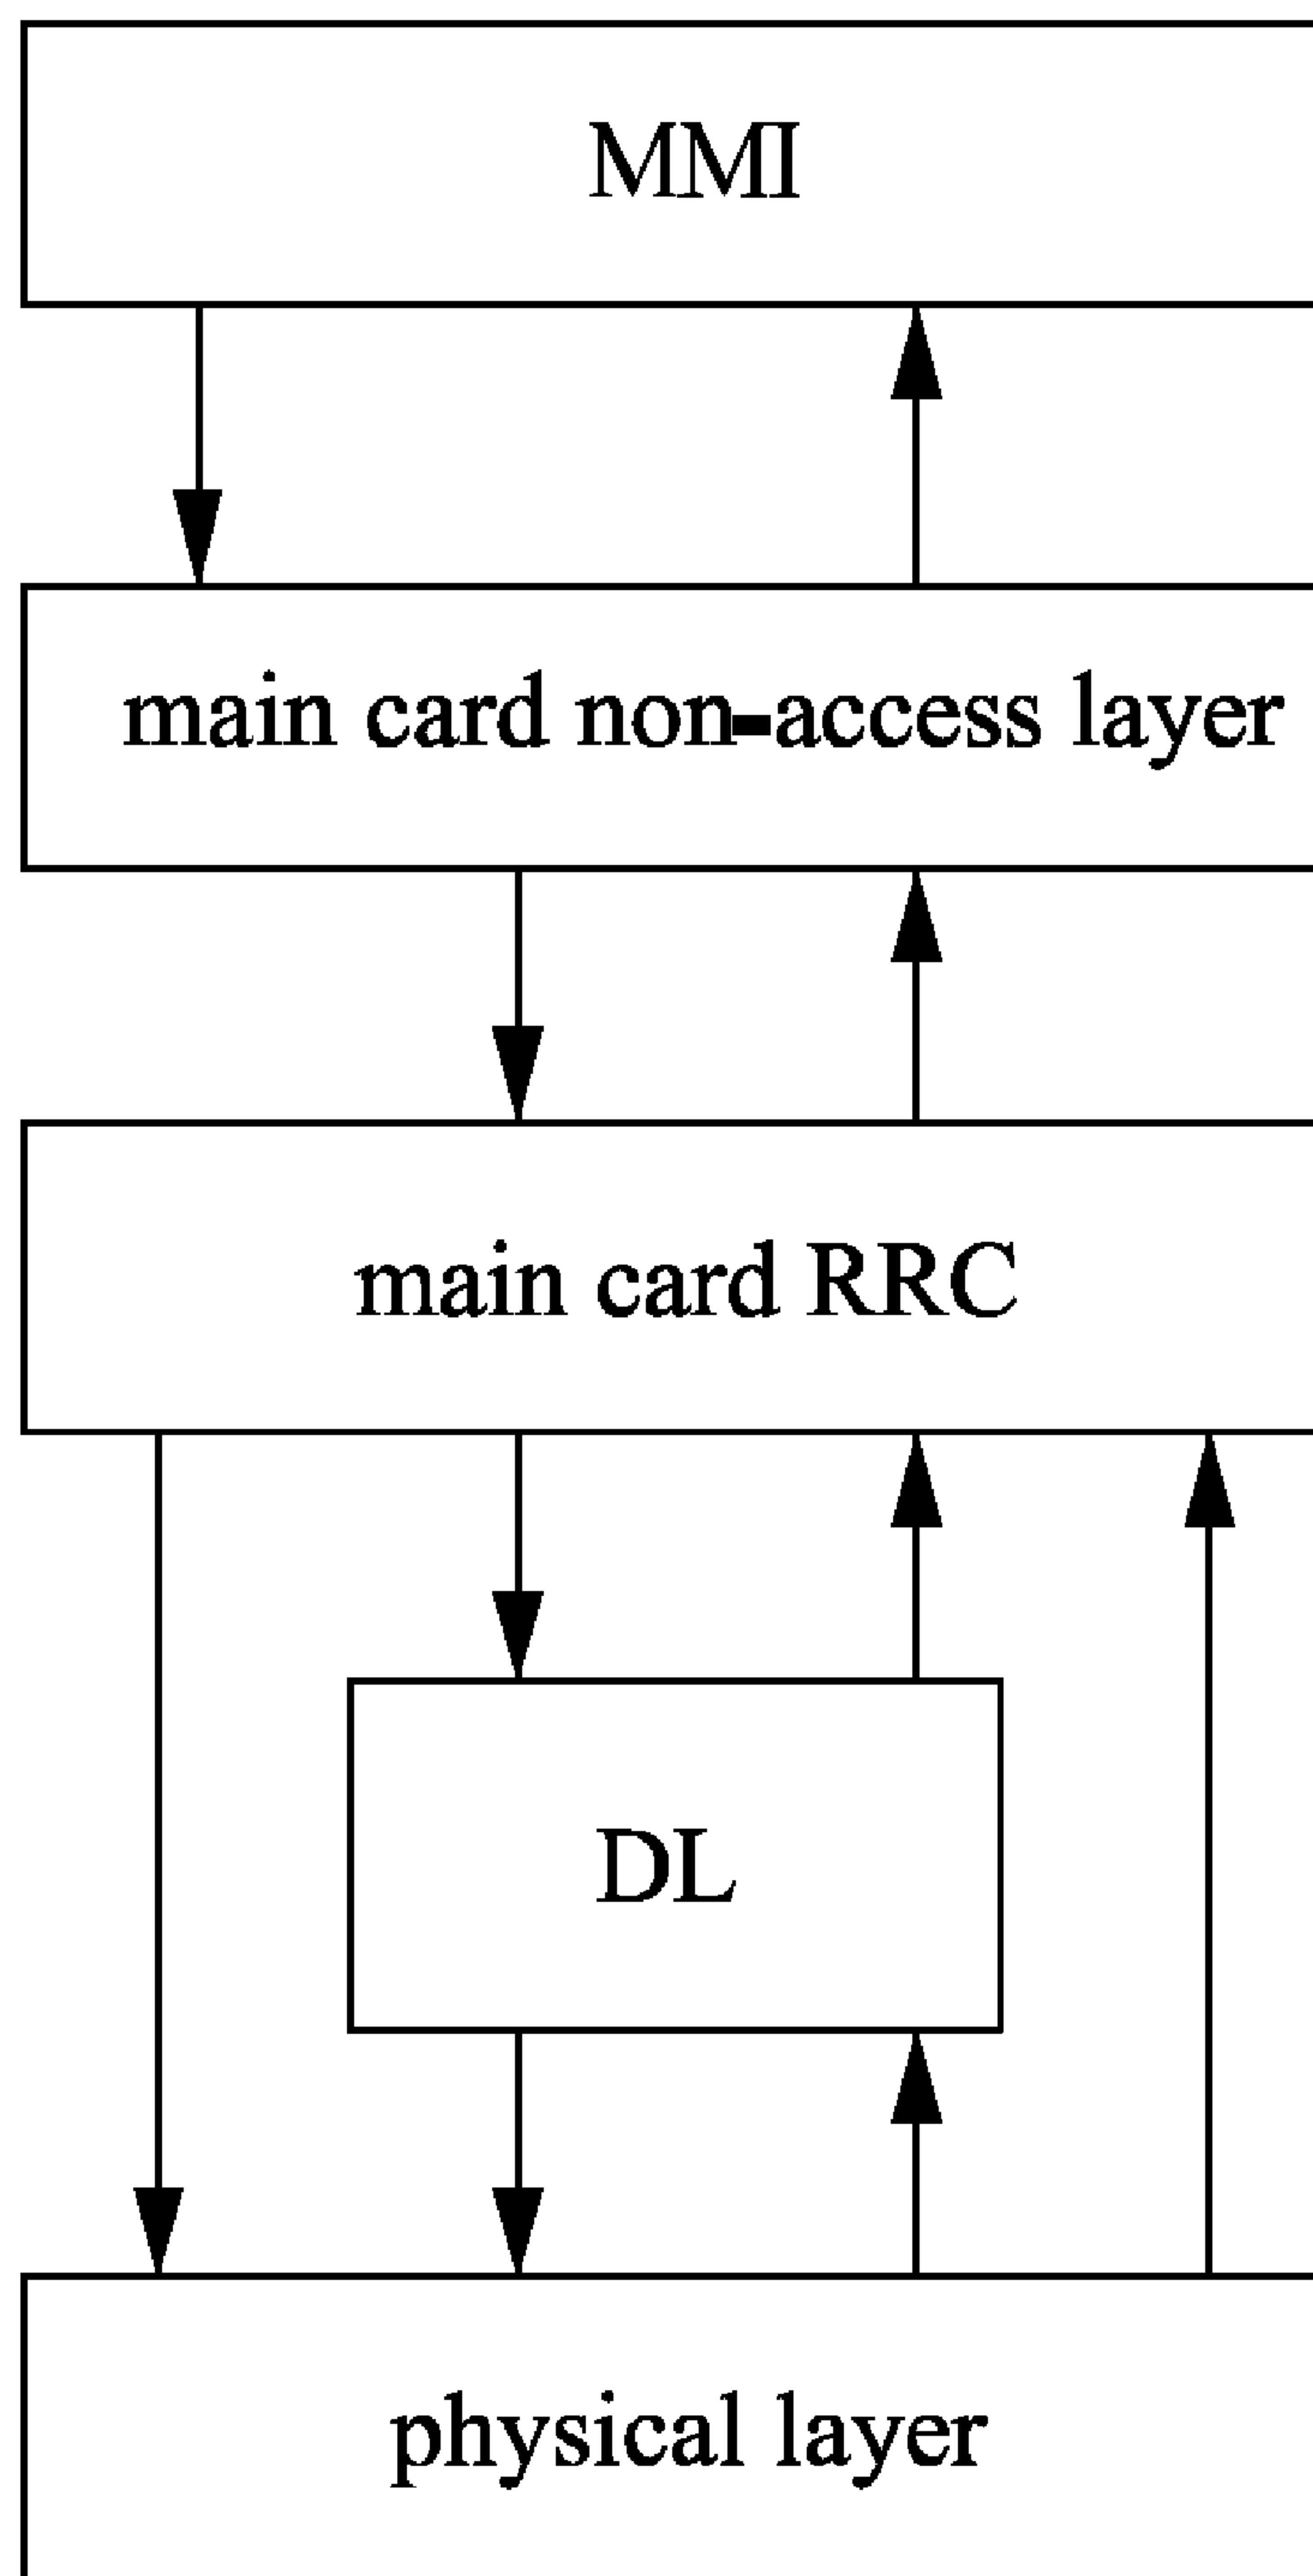 MMI
main card non-access layer
main card RRC
DL
physical layer